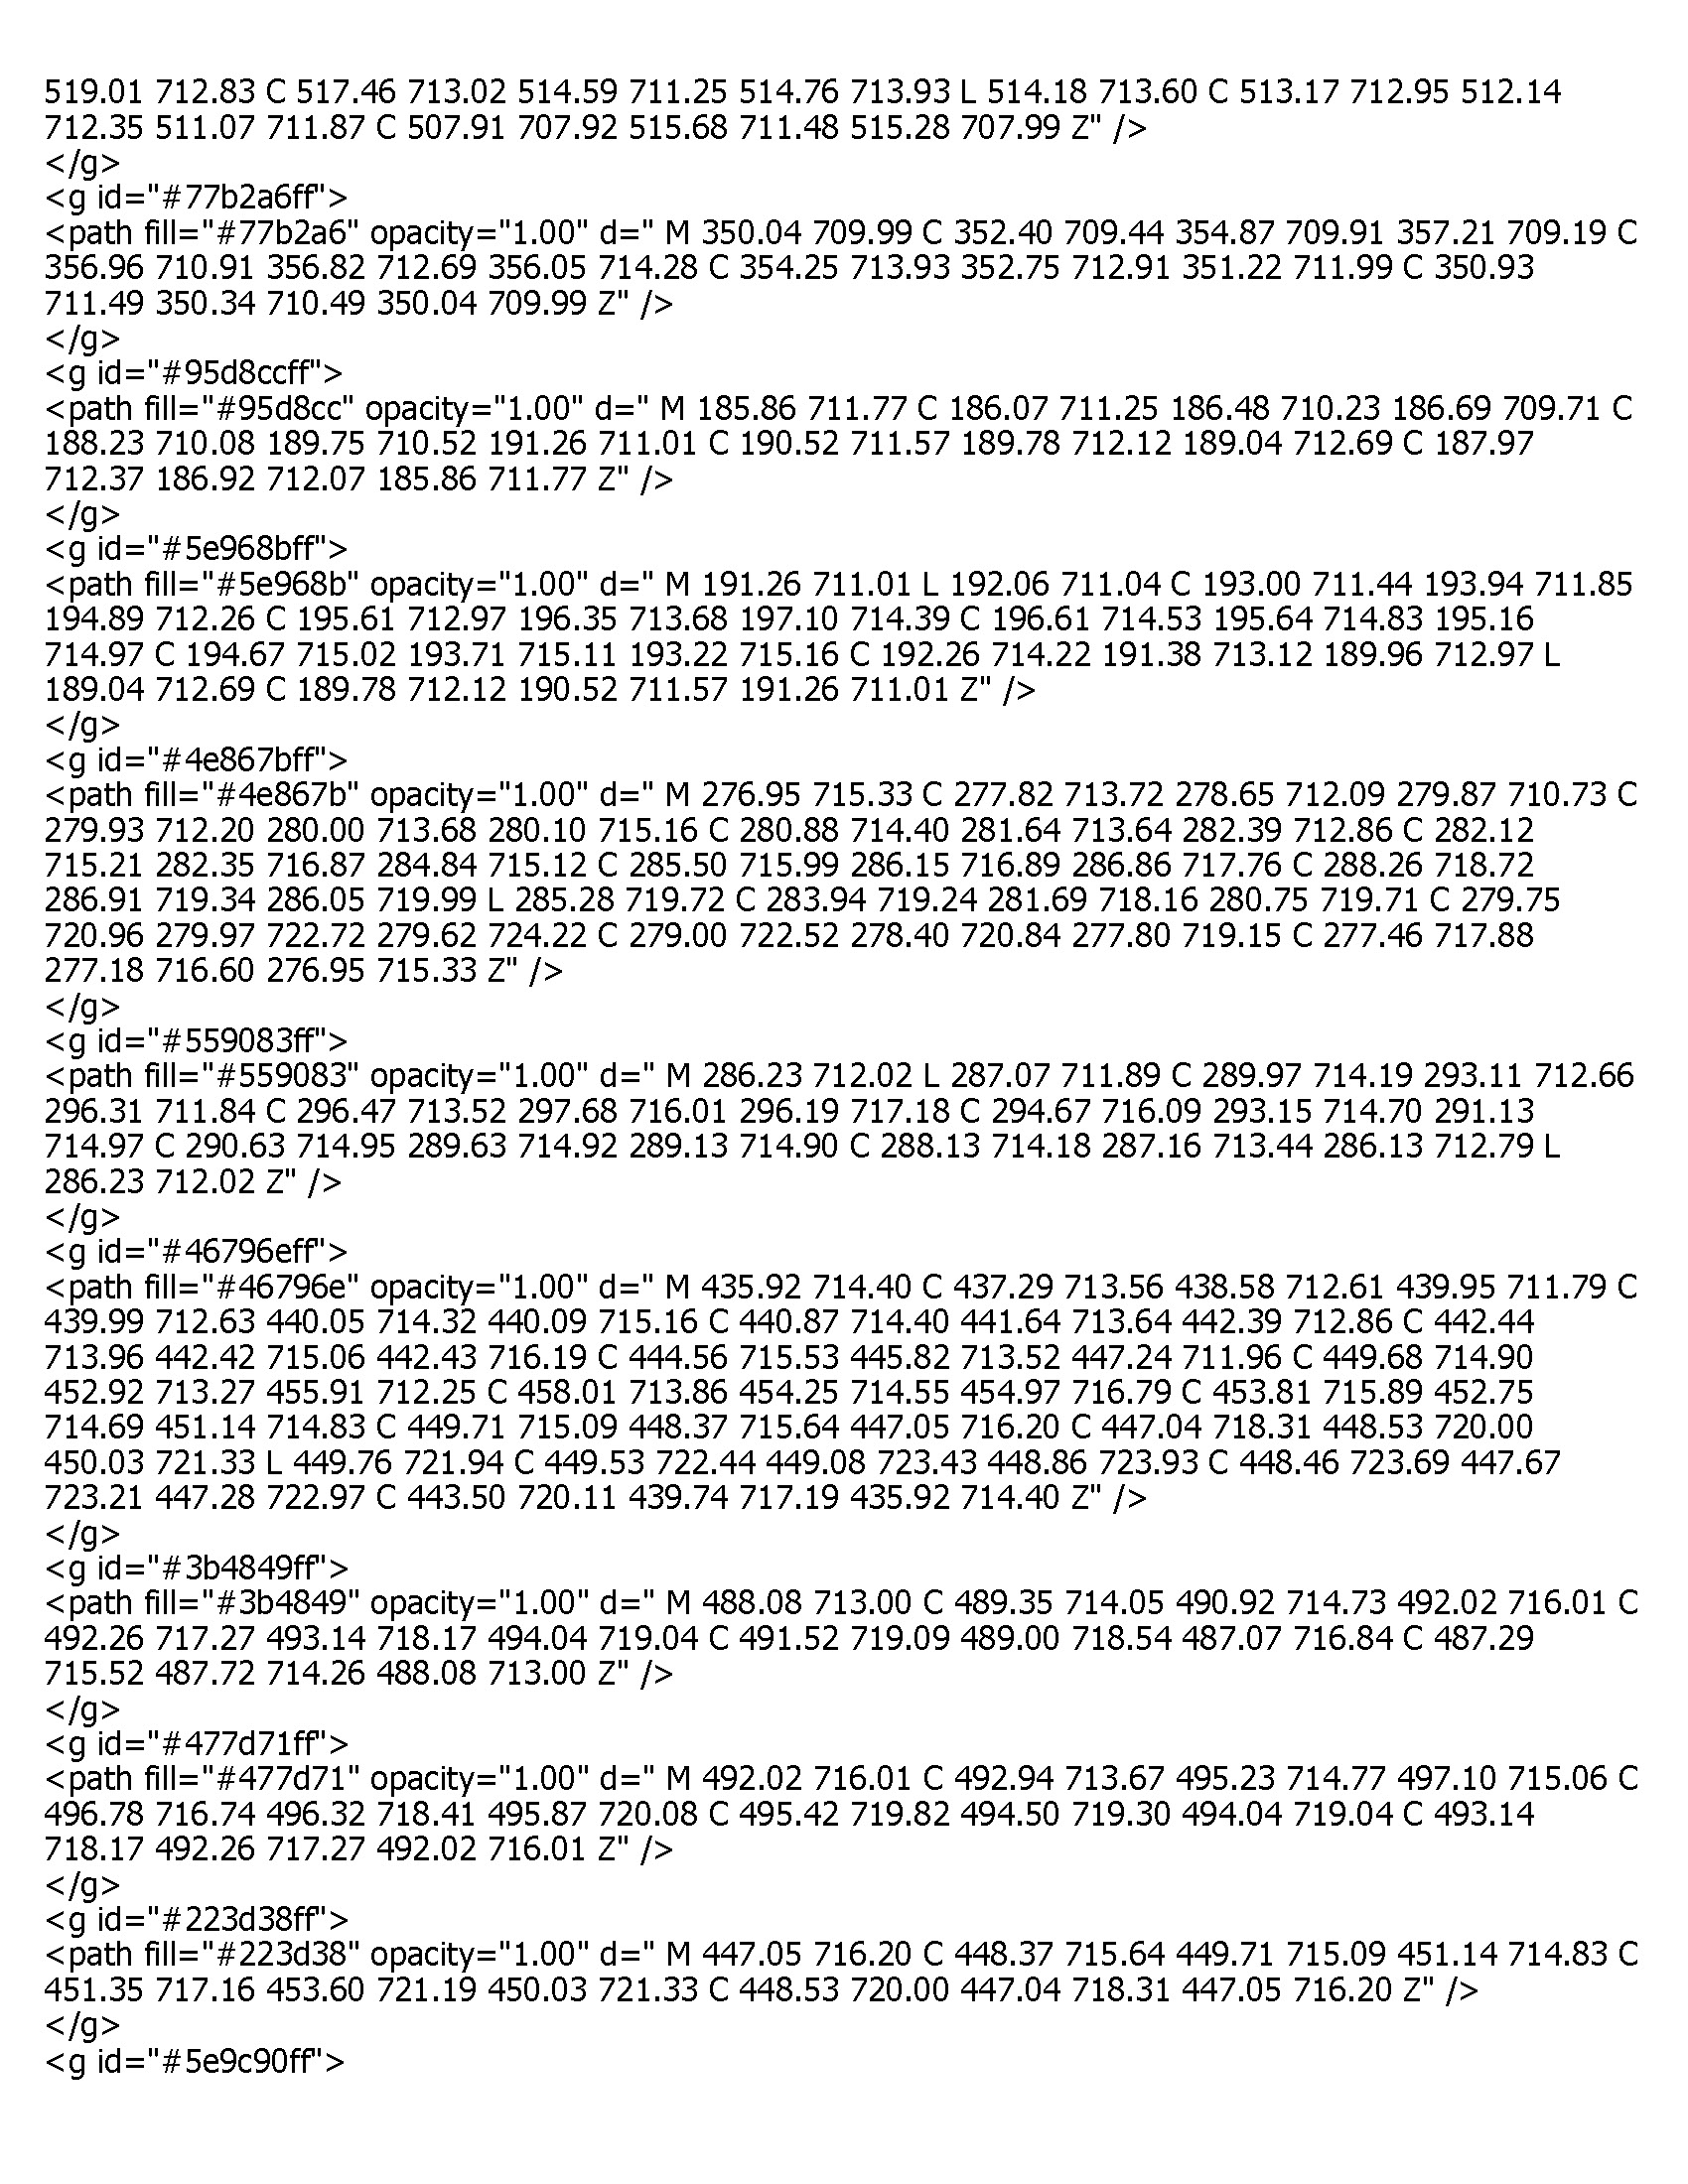 519.01 712.83 C 517.46 713.02 514.59 711.25 514.76 713.93 L 514.18 713.60 C 513.17 712.95 512.14
712.35 511.07 711.87 C 507.91 707.92 515.68 711.48 515.28 707.99 Z" />
</g>
<g id="#77b2a6ff">
<path fill="#77b2a6" opacity="1.00" d=" M 350.04 709.99 C 352.40 709.44 354.87 709.91 357.21 709.19 C
356.96 710.91 356.82 712.69 356.05 714.28 C 354.25 713.93 352.75 712.91 351.22 711.99 C 350.93
711.49 350.34 710.49 350.04 709.99 Z" />
</g>
<g id="#95d8ccff">
<path fill="#95d8cc" opacity="1.00" d=" M 185.86 711.77 C 186.07 711.25 186.48 710.23 186.69 709.71 C
188.23 710.08 189.75 710.52 191.26 711.01 C 190.52 711.57 189.78 712.12 189.04 712.69 C 187.97
712.37 186.92 712.07 185.86 711.77 Z" />
</g>
<g id="#5e968bff">
<path fill="#5e968b" opacity="1.00" d=" M 191.26 711.01 L 192.06 711.04 C 193.00 711.44 193.94 711.85
194.89 712.26 C 195.61 712.97 196.35 713.68 197.10 714.39 C 196.61 714.53 195.64 714.83 195.16
714.97 C 194.67 715.02 193.71 715.11 193.22 715.16 C 192.26 714.22 191.38 713.12 189.96 712.97 L
189.04 712.69 C 189.78 712.12 190.52 711.57 191.26 711.01 Z" />
</g>
<g id="#4e867bff">
<path fill="#4e867b" opacity="1.00" d=" M 276.95 715.33 C 277.82 713.72 278.65 712.09 279.87 710.73 C
279.93 712.20 280.00 713.68 280.10 715.16 C 280.88 714.40 281.64 713.64 282.39 712.86 C 282.12
715.21 282.35 716.87 284.84 715.12 C 285.50 715.99 286.15 716.89 286.86 717.76 C 288.26 718.72
286.91 719.34 286.05 719.99 L 285.28 719.72 C 283.94 719.24 281.69 718.16 280.75 719.71 C 279.75
720.96 279.97 722.72 279.62 724.22 C 279.00 722.52 278.40 720.84 277.80 719.15 C 277.46 717.88
277.18 716.60 276.95 715.33 Z" />
</g>
<g id="#559083ff">
<path fill="#559083" opacity="1.00" d=" M 286.23 712.02 L 287.07 711.89 C 289.97 714.19 293.11 712.66
296.31 711.84 C 296.47 713.52 297.68 716.01 296.19 717.18 C 294.67 716.09 293.15 714.70 291.13
714.97 C 290.63 714.95 289.63 714.92 289.13 714.90 C 288.13 714.18 287.16 713.44 286.13 712.79 L
286.23 712.02 Z" />
</g>
<g id="#46796eff">
<path fill="#46796e" opacity="1.00" d=" M 435.92 714.40 C 437.29 713.56 438.58 712.61 439.95 711.79 C
439.99 712.63 440.05 714.32 440.09 715.16 C 440.87 714.40 441.64 713.64 442.39 712.86 C 442.44
713.96 442.42 715.06 442.43 716.19 C 444.56 715.53 445.82 713.52 447.24 711.96 C 449.68 714.90
452.92 713.27 455.91 712.25 C 458.01 713.86 454.25 714.55 454.97 716.79 C 453.81 715.89 452.75
714.69 451.14 714.83 C 449.71 715.09 448.37 715.64 447.05 716.20 C 447.04 718.31 448.53 720.00
450.03 721.33 L 449.76 721.94 C 449.53 722.44 449.08 723.43 448.86 723.93 C 448.46 723.69 447.67
723.21 447.28 722.97 C 443.50 720.11 439.74 717.19 435.92 714.40 Z" />
</g>
<g id="#3b4849ff">
<path fill="#3b4849" opacity="1.00" d=" M 488.08 713.00 C 489.35 714.05 490.92 714.73 492.02 716.01 C
492.26 717.27 493.14 718.17 494.04 719.04 C 491.52 719.09 489.00 718.54 487.07 716.84 C 487.29
715.52 487.72 714.26 488.08 713.00 Z" />
</g>
<g id="#477d71ff">
<path fill="#477d71" opacity="1.00" d=" M 492.02 716.01 C 492.94 713.67 495.23 714.77 497.10 715.06 C
496.78 716.74 496.32 718.41 495.87 720.08 C 495.42 719.82 494.50 719.30 494.04 719.04 C 493.14
718.17 492.26 717.27 492.02 716.01 Z" />
</g>
<g id="#223d38ff">
<path fill="#223d38" opacity="1.00" d=" M 447.05 716.20 C 448.37 715.64 449.71 715.09 451.14 714.83 C
451.35 717.16 453.60 721.19 450.03 721.33 C 448.53 720.00 447.04 718.31 447.05 716.20 Z" />
</g>
<g id="#5e9c90ff">